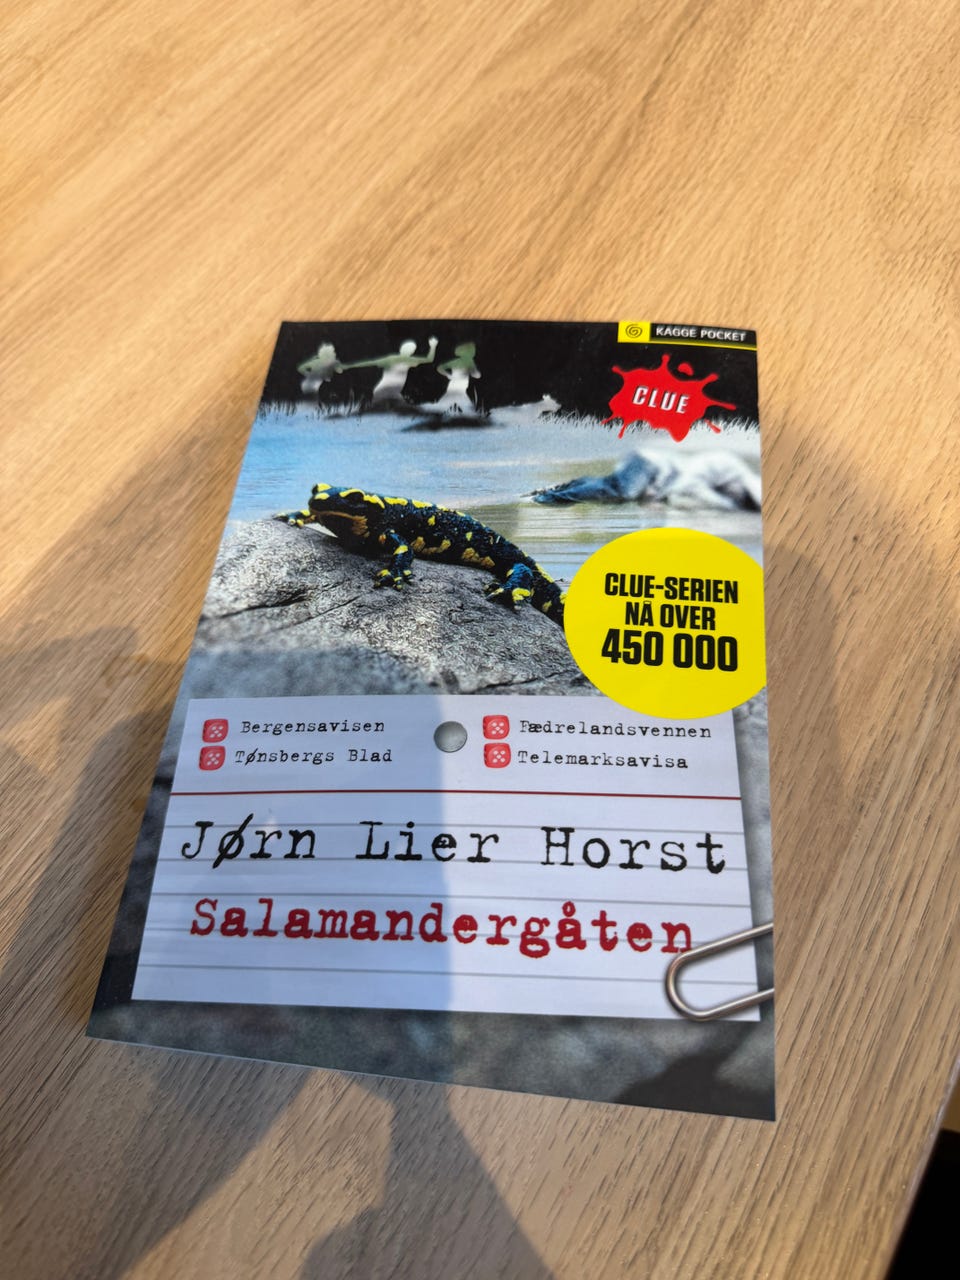 KAGGE POCKET
CLUE
CLUE-SERIEN
NÅ OVER
450 000
Bergensavisen
Fædrelandsvennen
Tønsbergs Blad
Telemarksavisa
Jørn Lier Horst
Salamandergåten